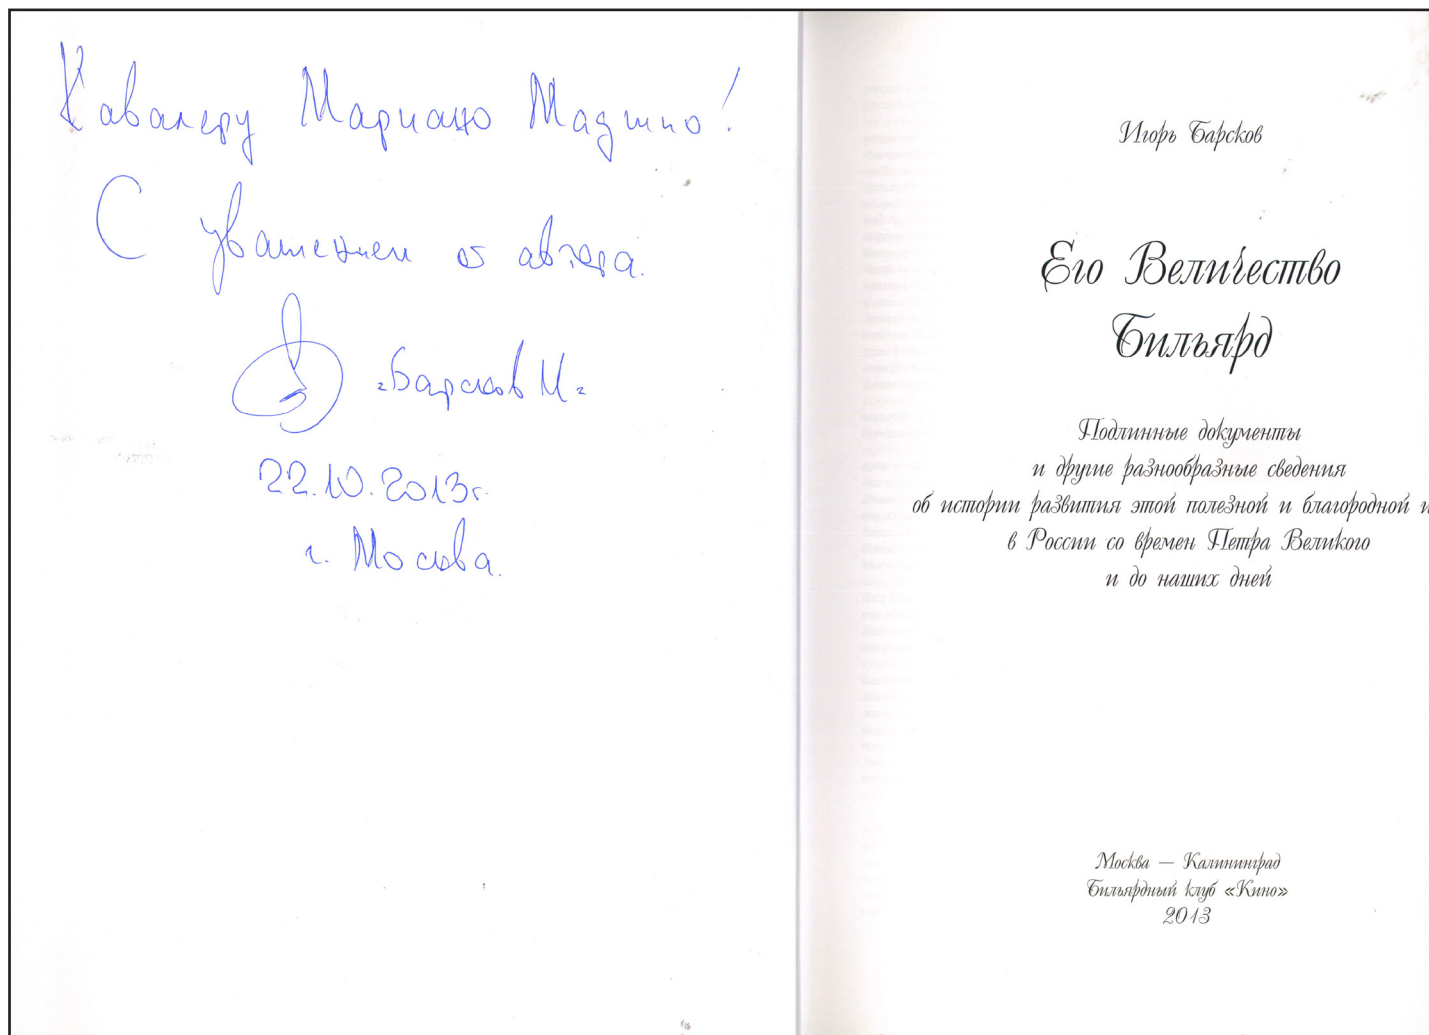 Кавалеру Мариано Маджио!
С уважением от автора.
"Барсков И"
22.10.2013г.
г. Москва.
Игорь Барсков
Его Величество
Бильярд
Подлинные документы
и другие разнообразные сведения
об истории развития этой полезной и благородной и
в России со времен Петра Великого
и до наших дней
Москва — Калининград
Бильярдный клуб «Кино»
2013